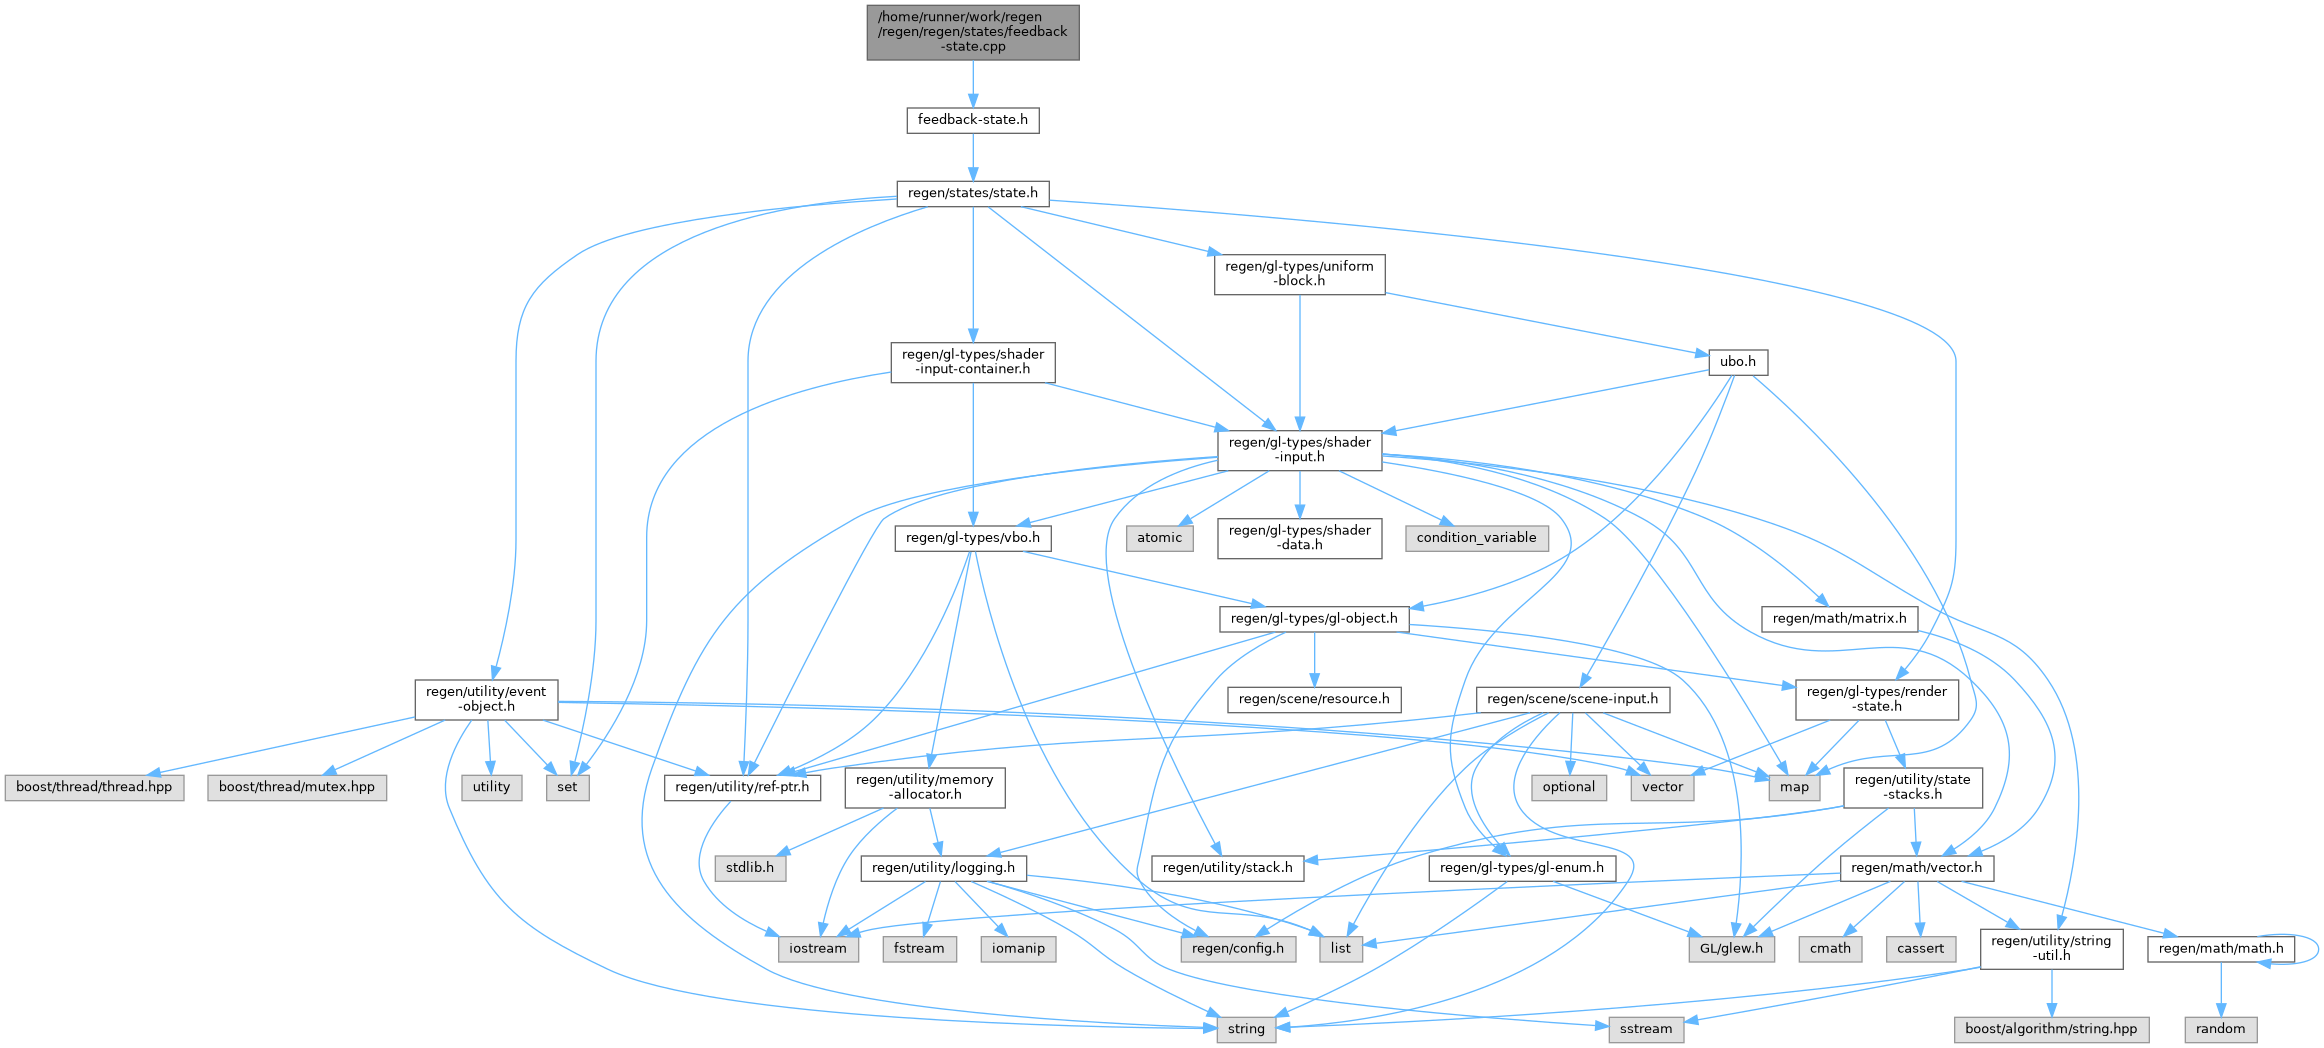 /home/runner/work/regen
/regen/regen/states/feedback
-state.cpp
feedback-state.h
regen/states/state.h
regen/gl-types/uniform
-block.h
regen/gl-types/shader
-input-container.h
ubo.h
regen/gl-types/shader
-input.h
regen/gl-types/vbo.h
atomic
regen/gl-types/shader
-data.h
condition_variable
regen/gl-types/gl-object.h
regen/math/matrix.h
regen/utility/event
-object.h
regen/scene/resource.h
regen/scene/scene-input.h
regen/gl-types/render
-state.h
boost/thread/thread.hpp
boost/thread/mutex.hpp
utility
set
regen/utility/ref-ptr.h
regen/utility/memory
-allocator.h
optional
vector
map
regen/utility/state
-stacks.h
stdlib.h
regen/utility/logging.h
regen/utility/stack.h
regen/gl-types/gl-enum.h
regen/math/vector.h
iostream
fstream
iomanip
regen/config.h
list
GL/glew.h
cmath
cassert
regen/utility/string
-util.h
regen/math/math.h
string
sstream
boost/algorithm/string.hpp
random